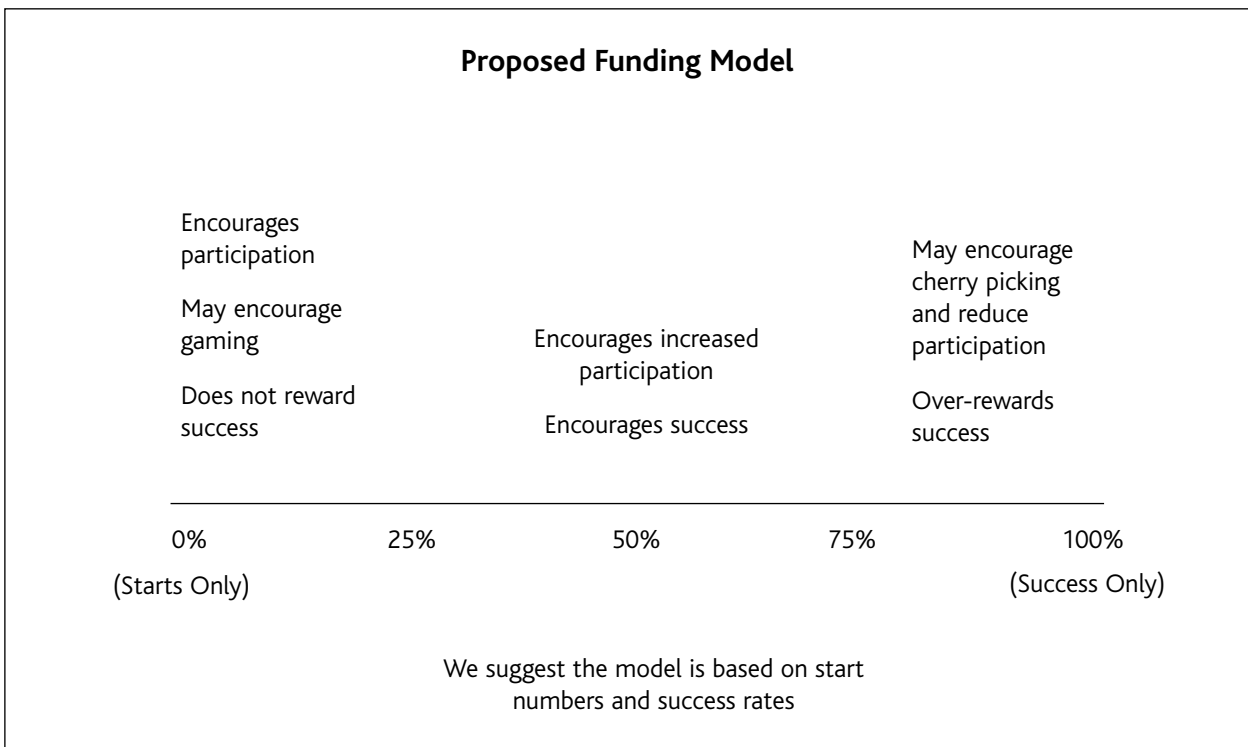 Proposed Funding Model
Encourages
participation
May encourage
gaming
Does not reward
success
Encourages increased
participation
Encourages success
May encourage
cherry picking
and reduce
participation
Over-rewards
success
0%
25%
50%
75%
100%
(Starts Only)
(Success Only)
We suggest the model is based on start
numbers and success rates